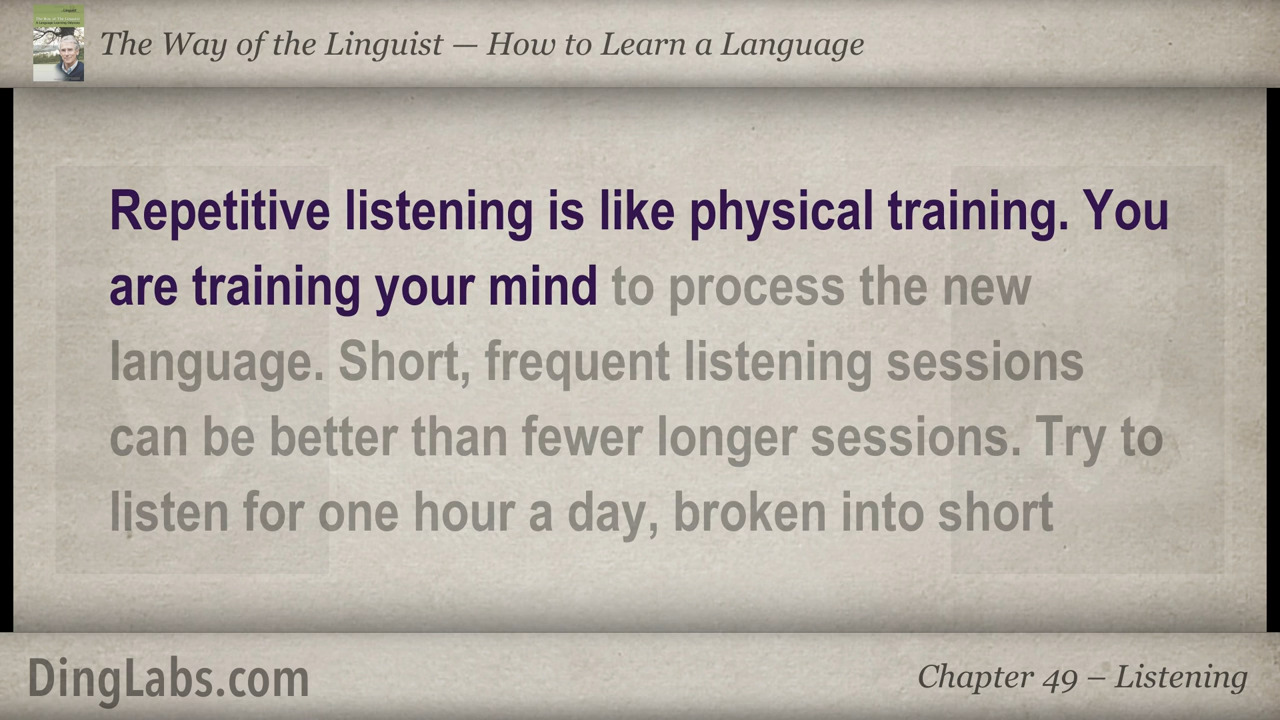 The Way of the Linguist — How to Learn a Language
Repetitive listening is like physical training. You
are training your mind to process the new
language. Short, frequent listening sessions
can be better than fewer longer sessions. Try to
listen for one hour a day, broken into short
DingLabs.com
Chapter 49 – Listening